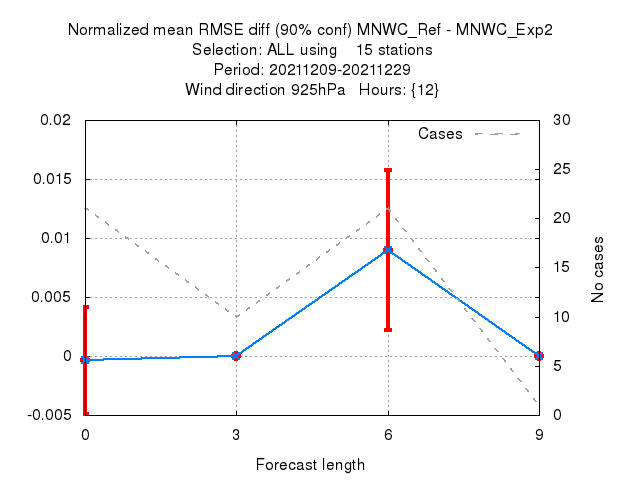 Normalized mean RMSE diff (90% conf) MNWC_Ref - MNWC_Exp2
Selection: ALL using    15 stations
Period: 20211209-20211229
Wind direction 925hPa   Hours: {12}
0.02
0.015
0.01
0.005
0
-0.005
Cases
30
25
20
15
10
5
0
No cases
0 3 6 9
Forecast length